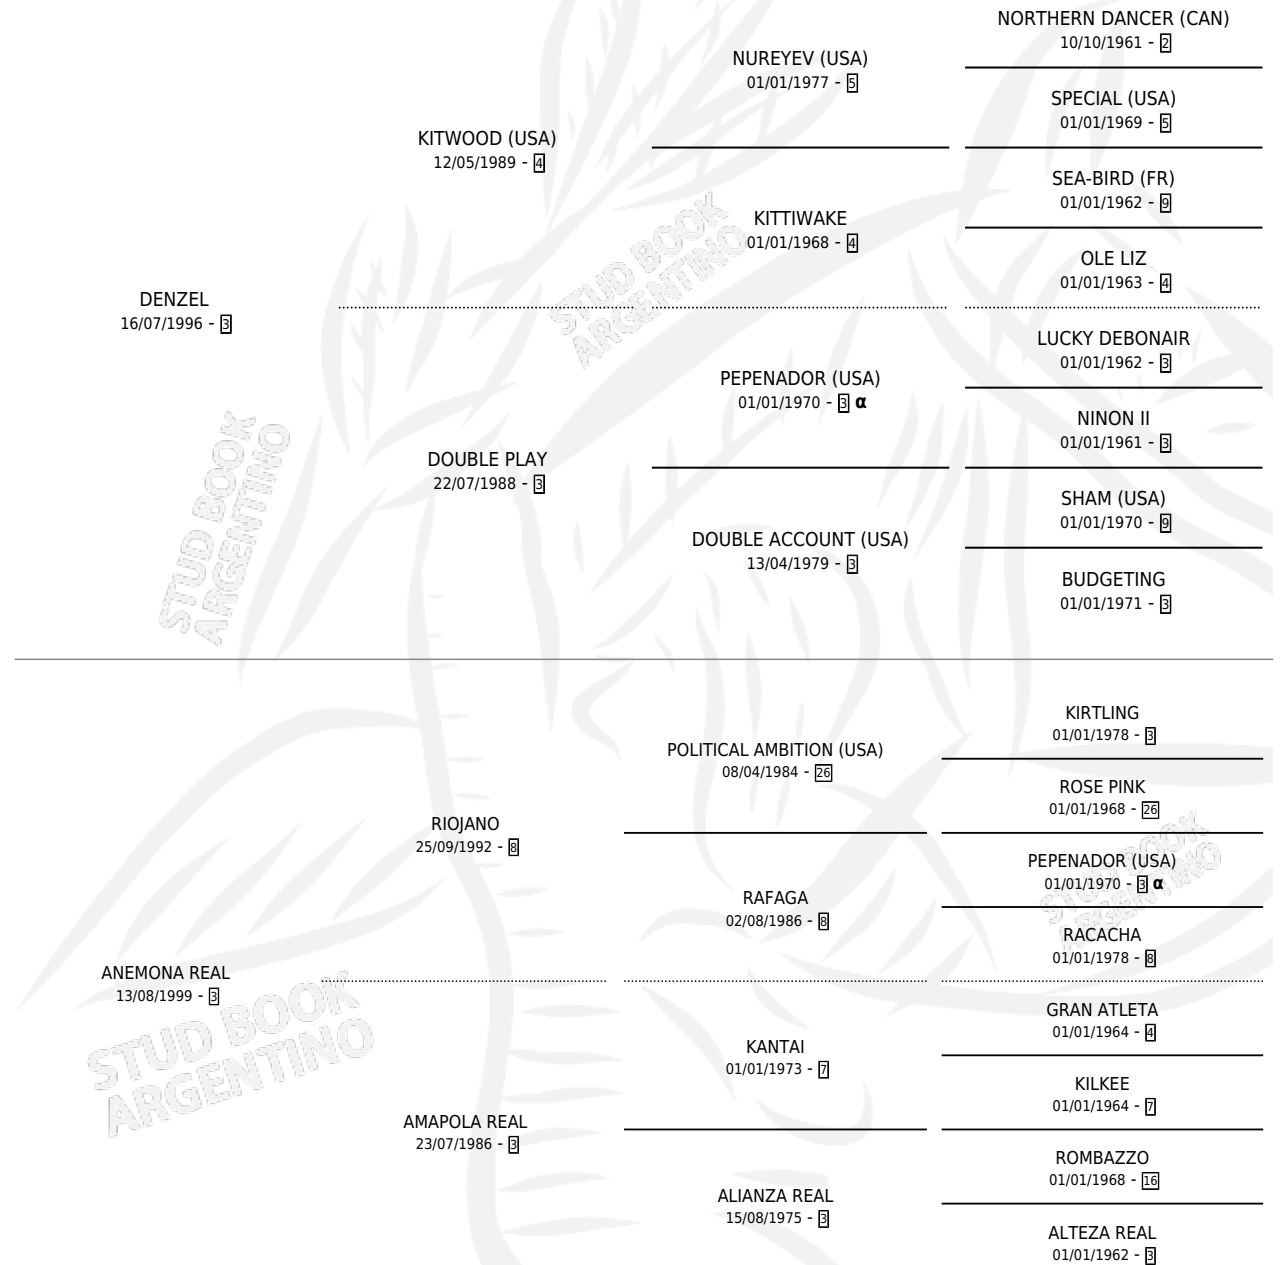 NORTHERN DANCER (CAN)
10/10/1961 - 2
NUREYEV (USA)
01/01/1977 - 5
SPECIAL (USA)
01/01/1969 - 5
KITWOOD (USA)
12/05/1989 - 4
SEA-BIRD (FR)
01/01/1962 - 9
KITTIWAKE
01/01/1968 - 4
OLE LIZ
01/01/1963 - 4
DENZEL
16/07/1996 - 3
LUCKY DEBONAIR
01/01/1962 - 3
PEPENADOR (USA)
01/01/1970 - 3 α
NINON II
01/01/1961 - 3
DOUBLE PLAY
22/07/1988 - 3
SHAM (USA)
01/01/1970 - 9
DOUBLE ACCOUNT (USA)
13/04/1979 - 3
BUDGETING
01/01/1971 - 3
KIRTLING
01/01/1978 - 3
POLITICAL AMBITION (USA)
08/04/1984 - 26
ROSE PINK
01/01/1968 - 26
RIOJANO
25/09/1992 - 8
PEPENADOR (USA)
01/01/1970 - 3 α
RAFAGA
02/08/1986 - 8
RACACHA
01/01/1978 - 8
ANEMONA REAL
13/08/1999 - 3
GRAN ATLETA
01/01/1964 - 4
KANTAI
01/01/1973 - 7
KILKEE
01/01/1964 - 7
AMAPOLA REAL
23/07/1986 - 3
ROMBAZZO
01/01/1968 - 16
ALIANZA REAL
15/08/1975 - 3
ALTEZA REAL
01/01/1962 - 3
STUD BOOK
ARGENTINO
STUD BOOK
ARGENTINO
STUD BOOK
ARGENTINO
STUD BOOK
ARGENTINO